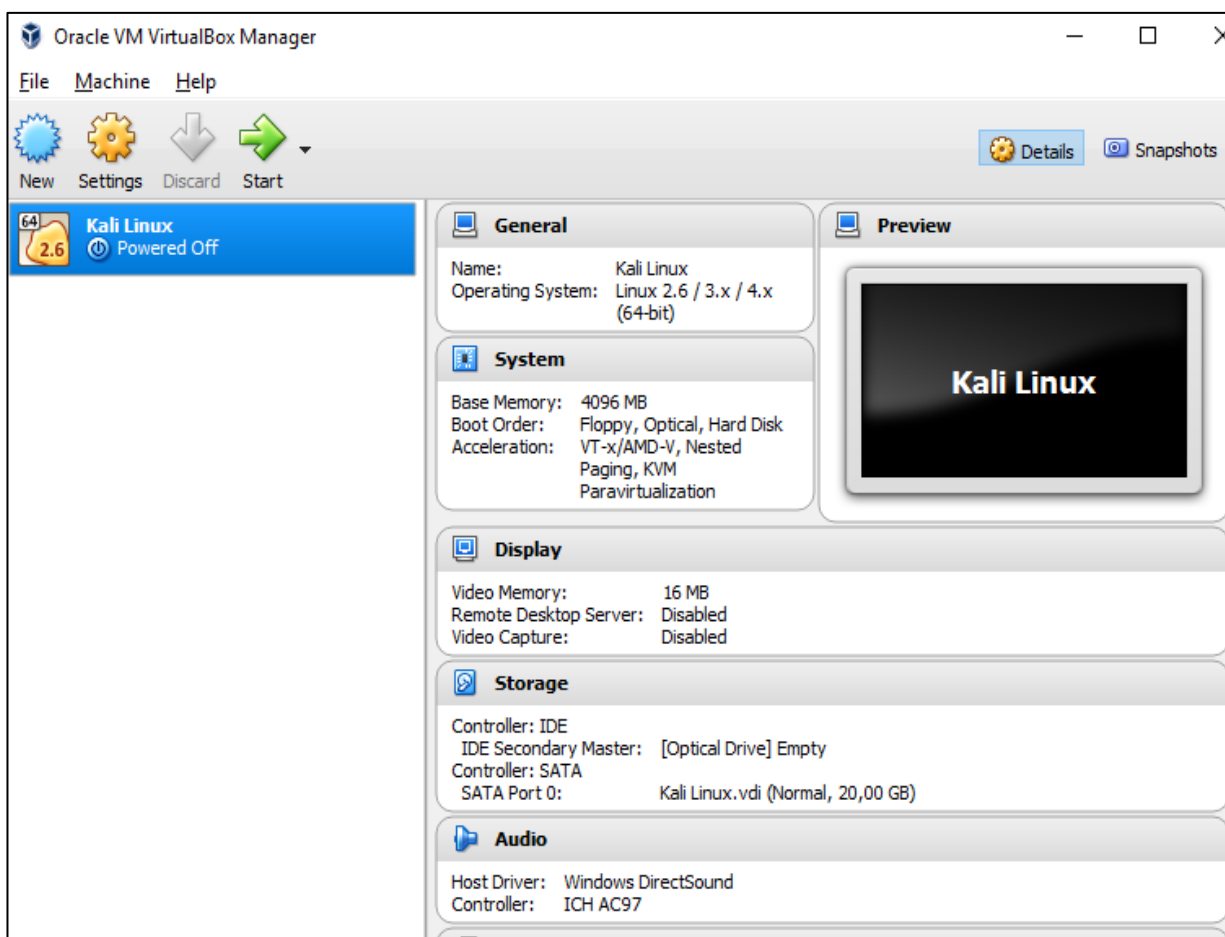 Oracle VM VirtualBox Manager
File Machine Help
New Settings Discard Start
Details Snapshots
64
2.6
Kali Linux
Powered Off
General
Name: Kali Linux
Operating System: Linux 2.6 / 3.x / 4.x
(64-bit)
Preview
Kali Linux
System
Base Memory: 4096 MB
Boot Order: Floppy, Optical, Hard Disk
Acceleration: VT-x/AMD-V, Nested
Paging, KVM
Paravirtualization
Display
Video Memory: 16 MB
Remote Desktop Server: Disabled
Video Capture: Disabled
Storage
Controller: IDE
IDE Secondary Master: [Optical Drive] Empty
Controller: SATA
SATA Port 0: Kali Linux.vdi (Normal, 20,00 GB)
Audio
Host Driver: Windows DirectSound
Controller: ICH AC97